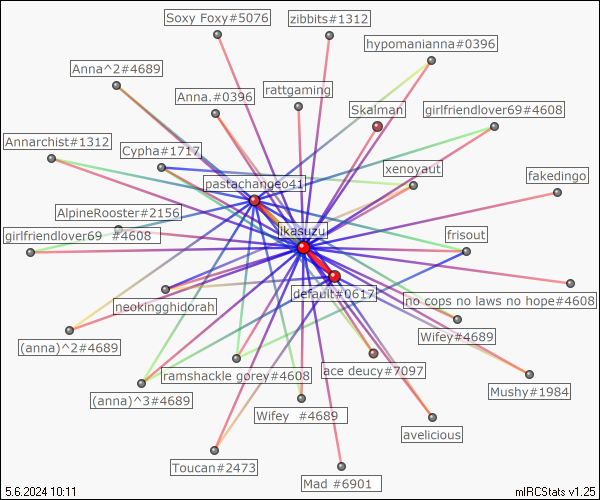 Soxy Foxy#5076
zibbits#1312
hypomanianna#0396
Anna^2#4689
rattgaming
Anna.#0396
Skalman
girlfriendlover69#4608
Annarchist#1312
Cypha#1717
xenoyaut
fakedingo
pastachangeo41
AlpineRooster#2156
ikasuzu
girlfriendlover69 #4608
frisout
default#0617
no cops no laws no hope#4608
neokingghidorah
Wifey#4689
(anna)^2#4689
ramshackle gorey#4608
ace deucy#7097
Mushy#1984
(anna)^3#4689
Wifey #4689
avelicious
Toucan#2473
Mad #6901
5.6.2024 10:11
mIRCStats v1.25